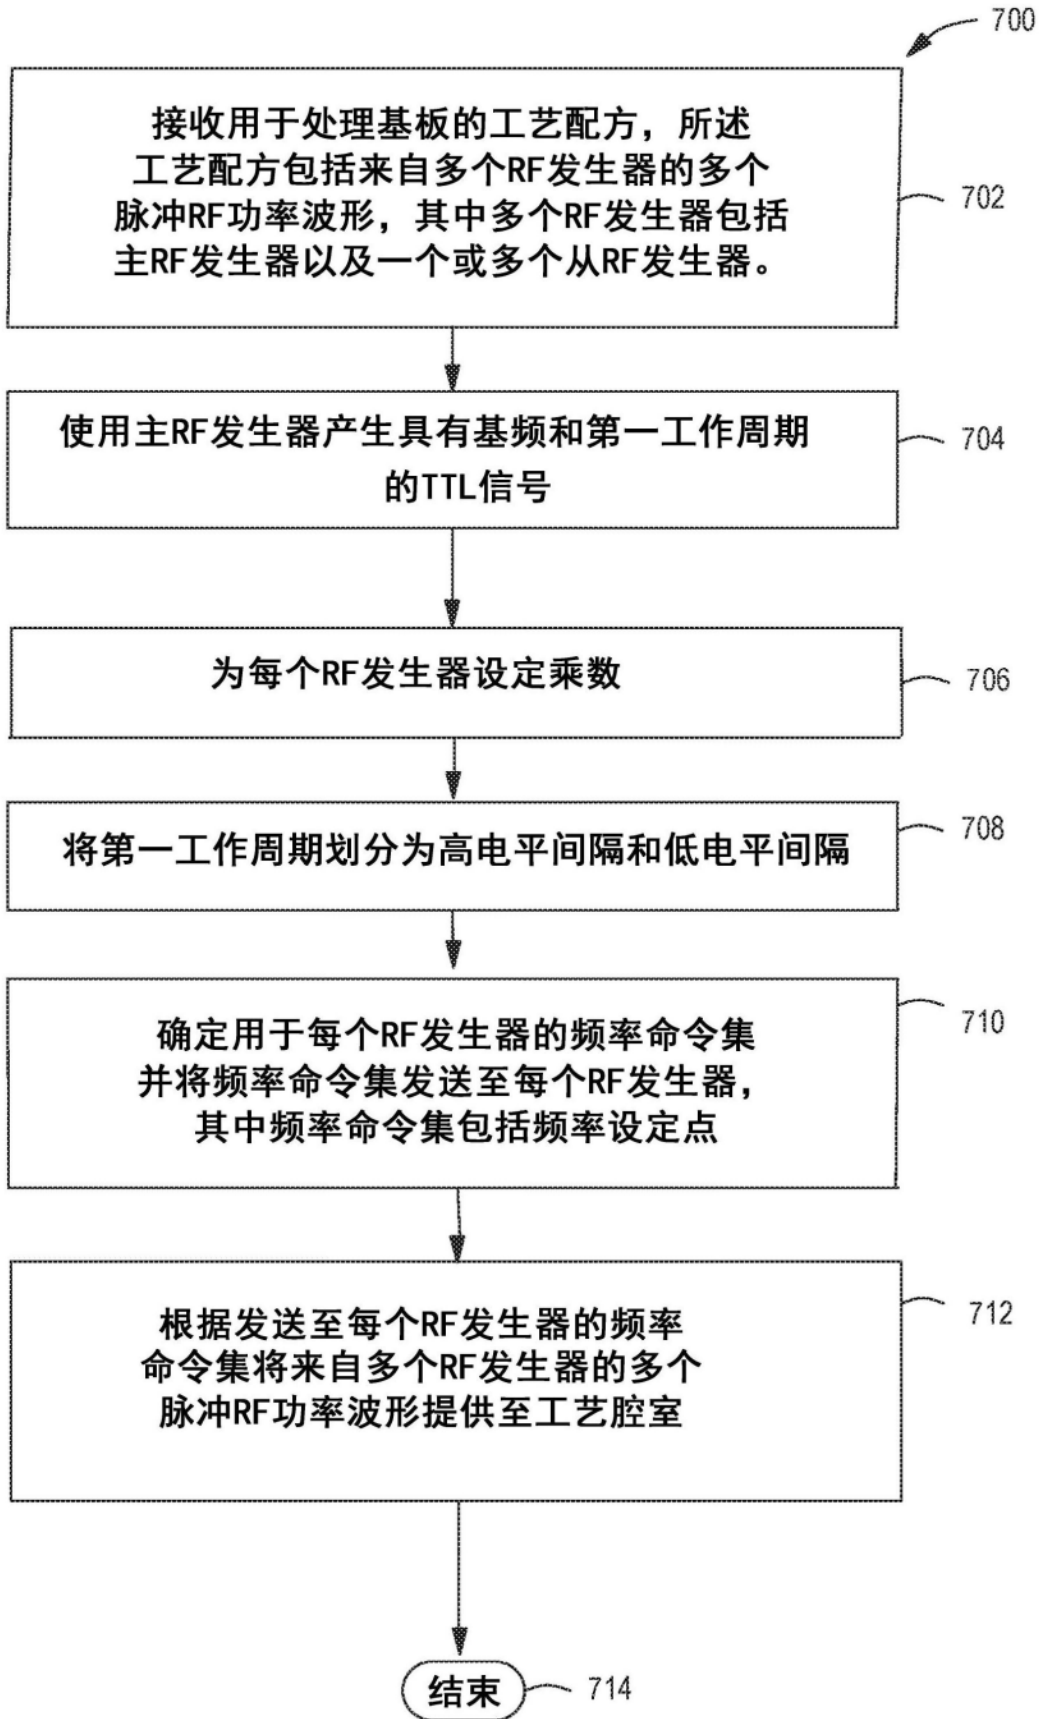 700
接收用于处理基板的工艺配方，所述
工艺配方包括来自多个RF发生器的多个
脉冲RF功率波形，其中多个RF发生器包括
主RF发生器以及一个或多个从RF发生器。
702
使用主RF发生器产生具有基频和第一工作周期
的TTL信号
704
为每个RF发生器设定乘数
706
将第一工作周期划分为高电平间隔和低电平间隔
708
确定用于每个RF发生器的频率命令集
并将频率命令集发送至每个RF发生器，
其中频率命令集包括频率设定点
710
根据发送至每个RF发生器的频率
命令集将来自多个RF发生器的多个
脉冲RF功率波形提供至工艺腔室
712
结束
714